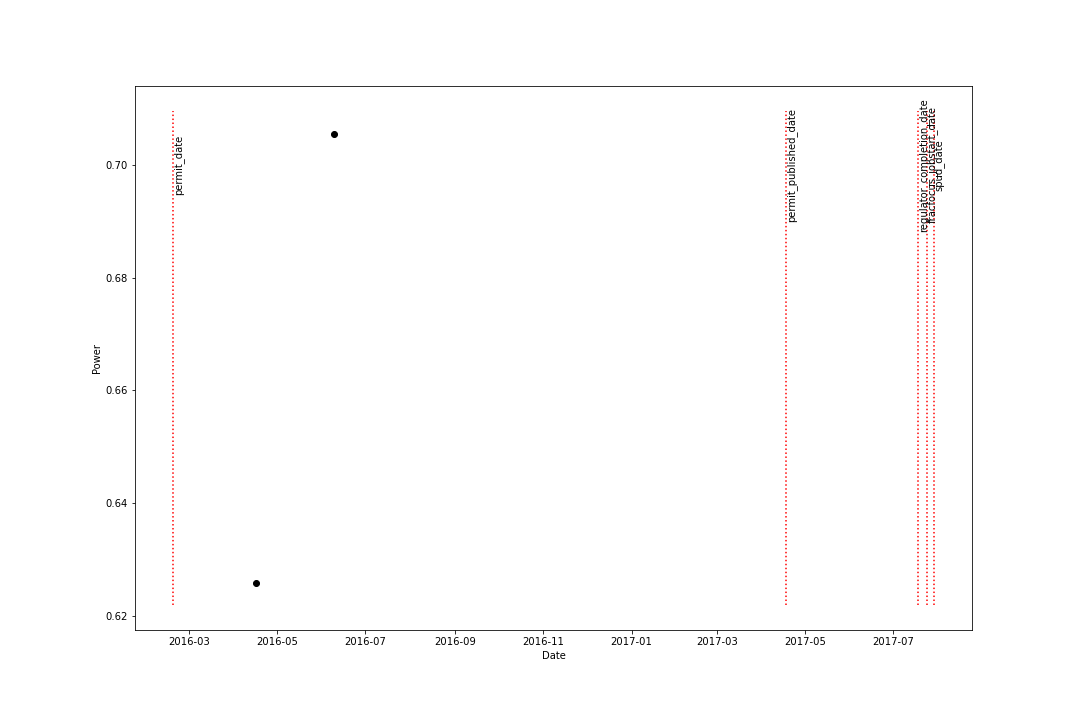 permit_date
permit_published_date
regulator_completion_date
fracfocus_jobstart_date
spud_date
0.70
0.68
0.66
0.64
0.62
Power
2016-03 2016-05 2016-07 2016-09 2016-11 2017-01 2017-03 2017-05 2017-07
Date